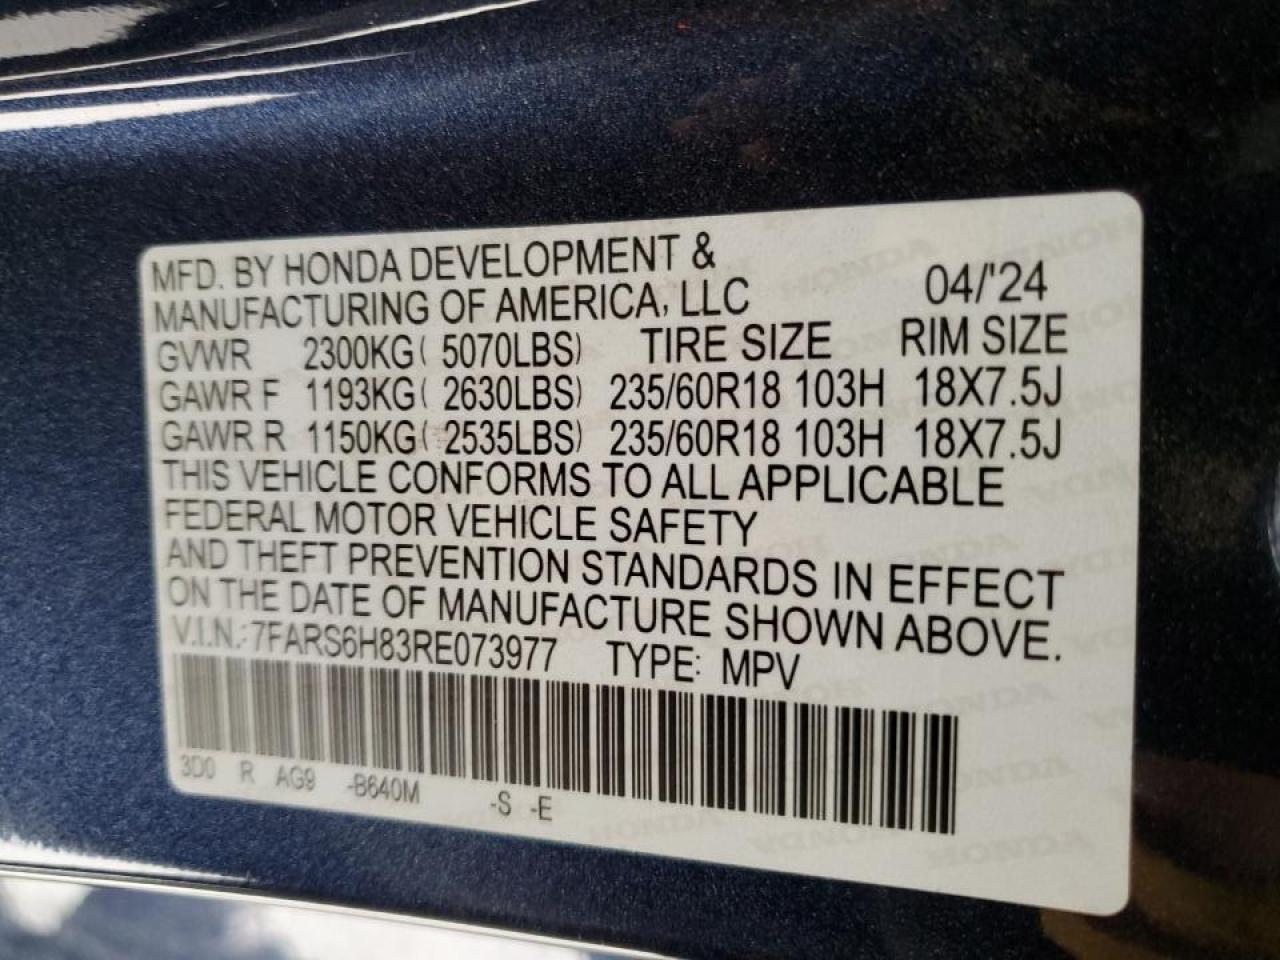 MFD. BY HONDA DEVELOPMENT &
MANUFACTURING OF AMERICA, LLC 04/'24
GVWR 2300KG( 5070LBS) TIRE SIZE RIM SIZE
GAWR F 1193KG( 2630LBS) 235/60R18 103H 18X7.5J
GAWR R 1150KG( 2535LBS) 235/60R18 103H 18X7.5J
THIS VEHICLE CONFORMS TO ALL APPLICABLE
FEDERAL MOTOR VEHICLE SAFETY
AND THEFT PREVENTION STANDARDS IN EFFECT
ON THE DATE OF MANUFACTURE SHOWN ABOVE.
V.I.N.:7FARS6H83RE073977 TYPE: MPV
3D0 R AG9 -B640M -S -E